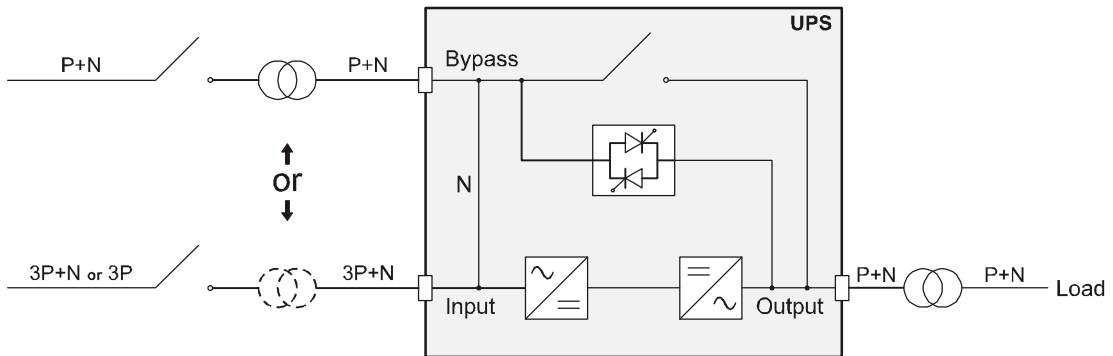 UPS
P+N
P+N
Bypass
or
N
3P+N or 3P
3P+N
Input
Output
P+N
P+N
Load